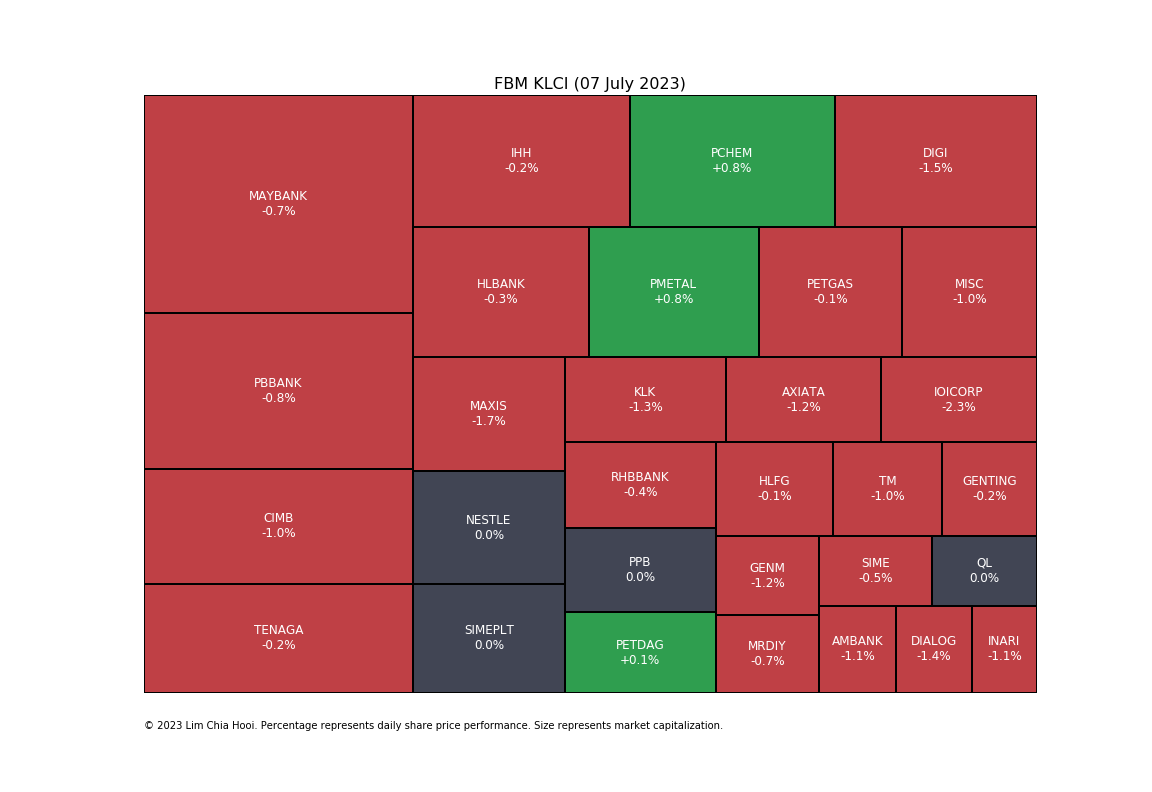 FBM KLCI (07 July 2023)
MAYBANK
-0.7%
IHH
-0.2%
PCHEM
+0.8%
DIGI
-1.5%
HLBANK
-0.3%
PMETAL
+0.8%
PETGAS
-0.1%
MISC
-1.0%
PBBANK
-0.8%
MAXIS
-1.7%
KLK
-1.3%
AXIATA
-1.2%
IOICORP
-2.3%
RHBBANK
-0.4%
HLFG
-0.1%
TM
-1.0%
GENTING
-0.2%
CIMB
-1.0%
NESTLE
0.0%
PPB
0.0%
GENM
-1.2%
SIME
-0.5%
QL
0.0%
TENAGA
-0.2%
SIMEPLT
0.0%
PETDAG
+0.1%
MRDIY
-0.7%
AMBANK
-1.1%
DIALOG
-1.4%
INARI
-1.1%
© 2023 Lim Chia Hooi. Percentage represents daily share price performance. Size represents market capitalization.